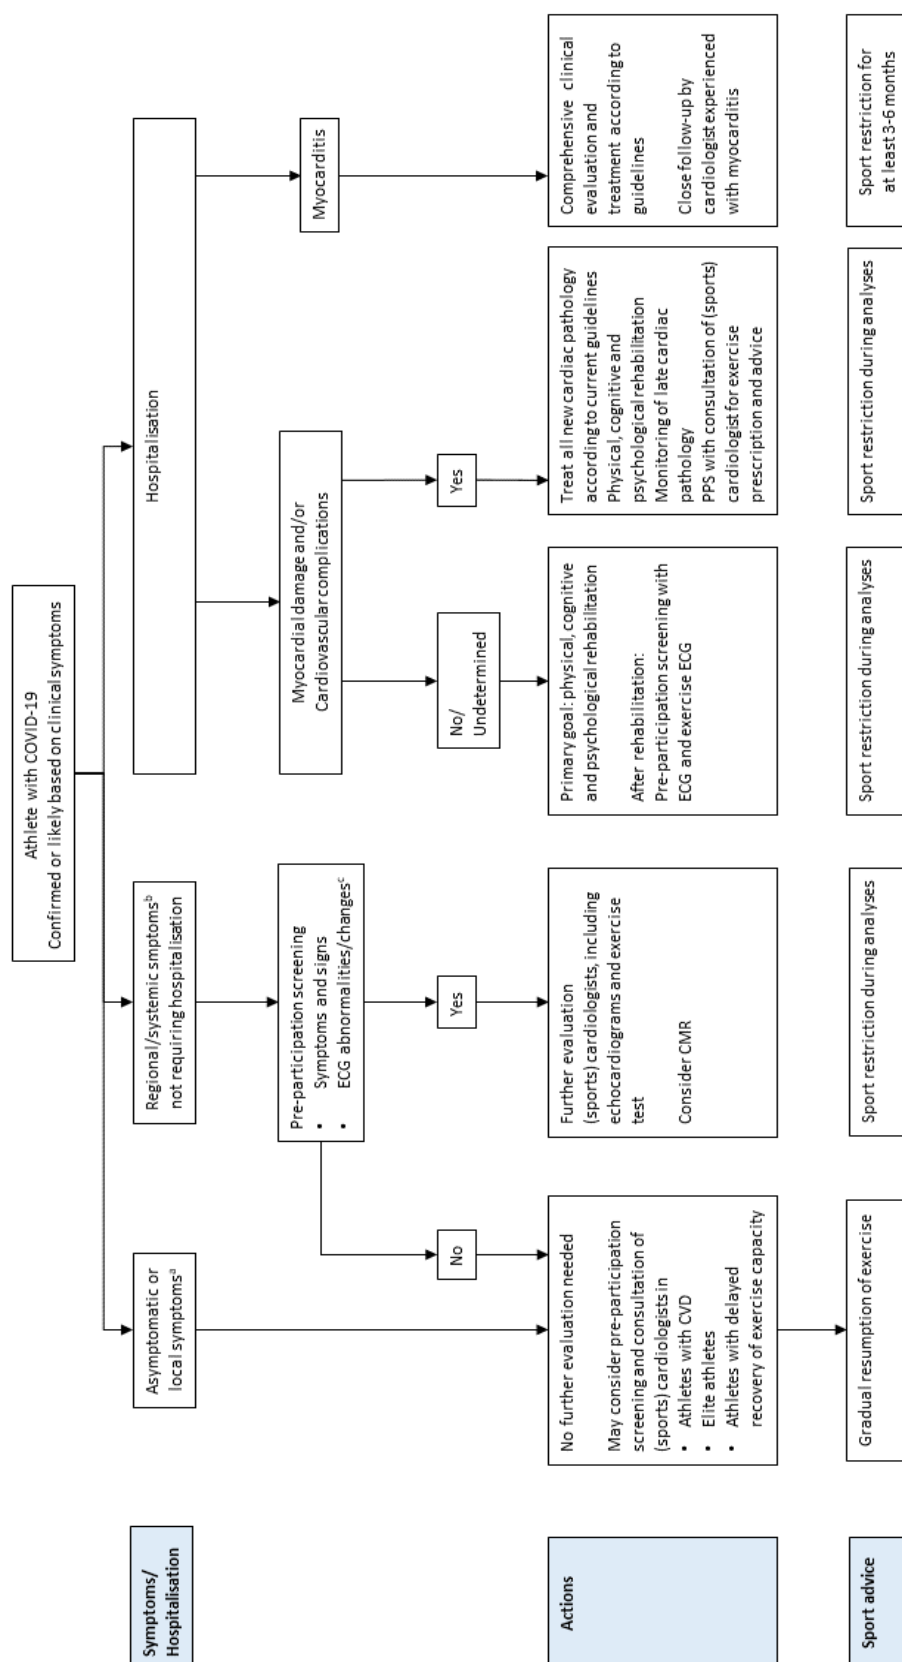 Athlete with COVID-19
Confirmed or likely based on clinical symptoms
Symptoms/
Hospitalisation
Asymptomatic or
local symptomsᵃ
Regional/systemic smptomsᵇ
not requiring hospitalisation
Hospitalisation
Pre-participation screening
• Symptoms and signs
• ECG abnormalities/changesᶜ
Myocardial damage and/or
Cardiovascular complications
Myocarditis
No
Yes
No/
Undetermined
Yes
Actions
No further evaluation needed
May consider pre-participation
screening and consultation of
(sports) cardiologists in
• Athletes with CVD
• Elite athletes
• Athletes with delayed
recovery of exercise capacity
Further evaluation
(sports) cardiologists, including
echocardiograms and exercise
test
Consider CMR
Primary goal: physical, cognitive
and psychological rehabilitation
After rehabilitation:
Pre-participation screening with
ECG and exercise ECG
Treat all new cardiac pathology
according to current guidelines
Physical, cognitive and
psychological rehabilitation
Monitoring of late cardiac
pathology
PPS with consultation of (sports)
cardiologist for exercise
prescription and advice
Comprehensive clinical
evaluation and
treatment according to
guidelines
Close follow-up by
cardiologist experienced
with myocarditis
Sport advice
Gradual resumption of exercise
Sport restriction during analyses
Sport restriction during analyses
Sport restriction during analyses
Sport restriction for
at least 3-6 months